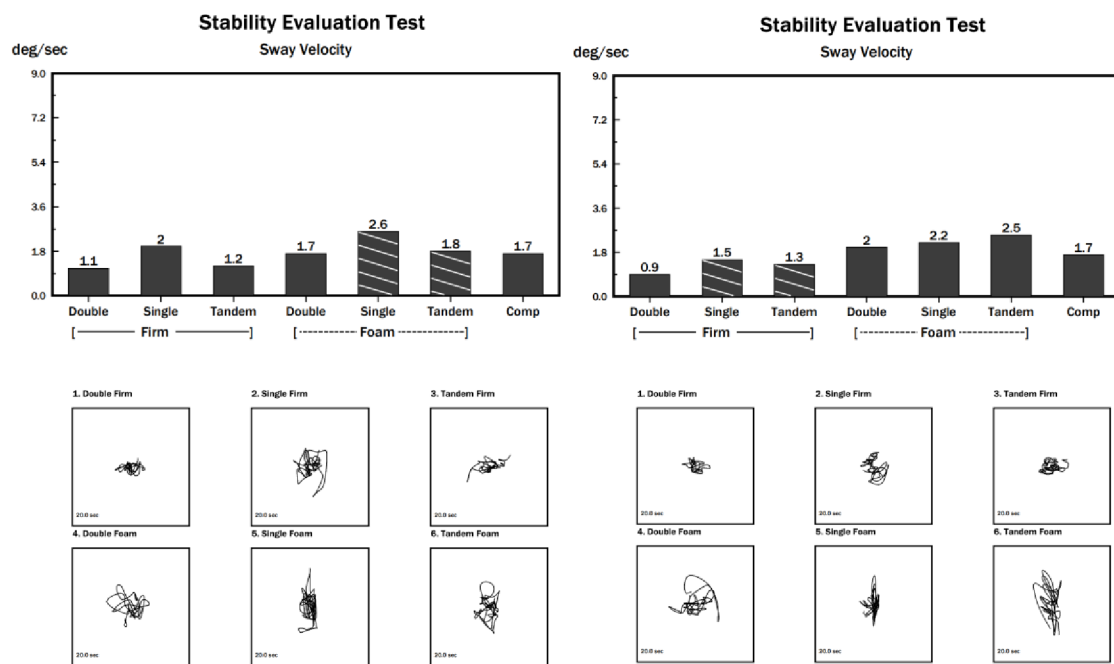 Stability Evaluation Test
deg/sec
Sway Velocity
9.0
7.2
5.4
3.6
1.8
0.0
1.1
2
1.2
1.7
2.6
1.8
1.7
Double Single Tandem Double Single Tandem Comp
[ Firm ] [ Foam ]
1. Double Firm
2. Single Firm
3. Tandem Firm
20.0 sec
20.0 sec
20.0 sec
4. Double Foam
5. Single Foam
6. Tandem Foam
20.0 sec
20.0 sec
20.0 sec
Stability Evaluation Test
deg/sec
Sway Velocity
9.0
7.2
5.4
3.6
1.8
0.0
0.9
1.5
1.3
2
2.2
2.5
1.7
Double Single Tandem Double Single Tandem Comp
[ Firm ] [ Foam ]
1. Double Firm
2. Single Firm
3. Tandem Firm
20.0 sec
20.0 sec
20.0 sec
4. Double Foam
5. Single Foam
6. Tandem Foam
20.0 sec
20.0 sec
20.0 sec